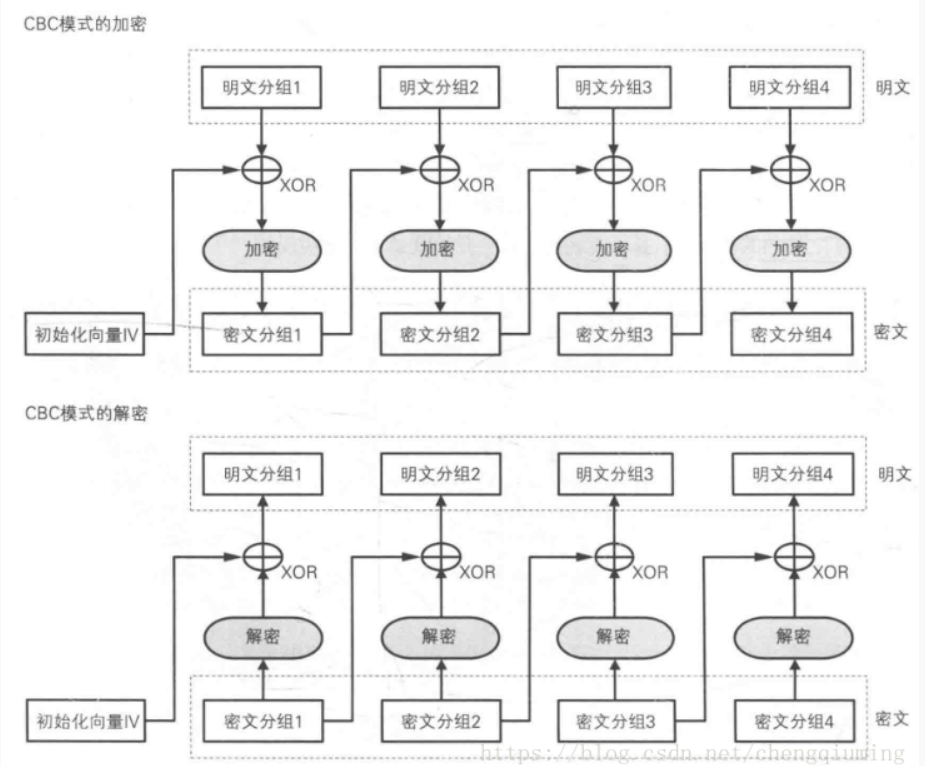 CBC模式的加密
明文分组1 明文分组2 明文分组3 明文分组4 明文
XOR XOR XOR XOR
加密 加密 加密 加密
初始化向量IV 密文分组1 密文分组2 密文分组3 密文分组4 密文
CBC模式的解密
明文分组1 明文分组2 明文分组3 明文分组4 明文
XOR XOR XOR XOR
解密 解密 解密 解密
初始化向量IV 密文分组1 密文分组2 密文分组3 密文分组4 密文
https://blog.csdn.net/chengqiuming